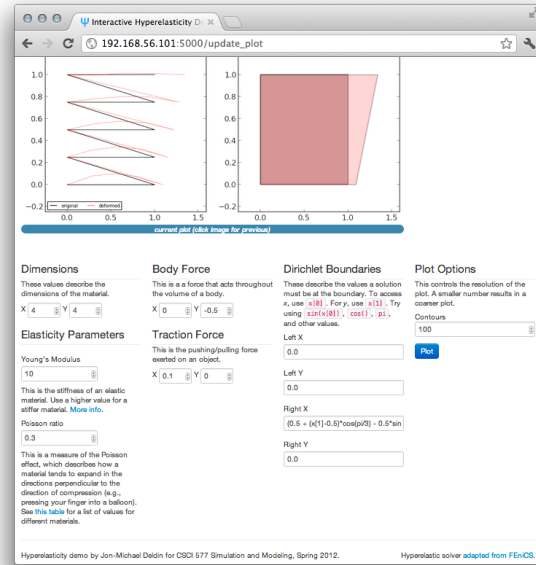 Interactive Hyperelasticity De
192.168.56.101:5000/update_plot
1.0
0.8
0.6
0.4
0.2
0.0
−0.2
original deformed
0.0 0.5 1.0 1.5
1.0
0.8
0.6
0.4
0.2
0.0
−0.2
0.0 0.5 1.0 1.5
current plot (click image for previous)
Dimensions
These values describe the
dimensions of the material.
X 4 Y 4
Elasticity Parameters
Young's Modulus
10
This is the stiffness of an elastic
material. Use a higher value for a
stiffer material. More info.
Poisson ratio
0.3
This is a measure of the Poisson
effect, which describes how a
material tends to expand in the
directions perpendicular to the
direction of compression (e.g.,
pressing your finger into a balloon).
See this table for a list of values for
different materials.
Body Force
This is a a force that acts throughout
the volume of a body.
X 0 Y -0.5
Traction Force
This is the pushing/pulling force
exerted on an object.
X 0.1 Y 0
Dirichlet Boundaries
These describe the values a solution
must be at the boundary. To access
x, use x[0]. For y, use x[1]. Try
using sin(x[0]), cos(), pi,
and other values.
Left X
0.0
Left Y
0.0
Right X
(0.5 + (x[1]-0.5)*cos(pi/3) - 0.5*sin
Right Y
0.0
Plot Options
This controls the resolution of the
plot. A smaller number results in a
coarser plot.
Contours
100
Plot
Hyperelasticity demo by Jon-Michael Deldin for CSCI 577 Simulation and Modeling, Spring 2012.
Hyperelastic solver adapted from FEniCS.